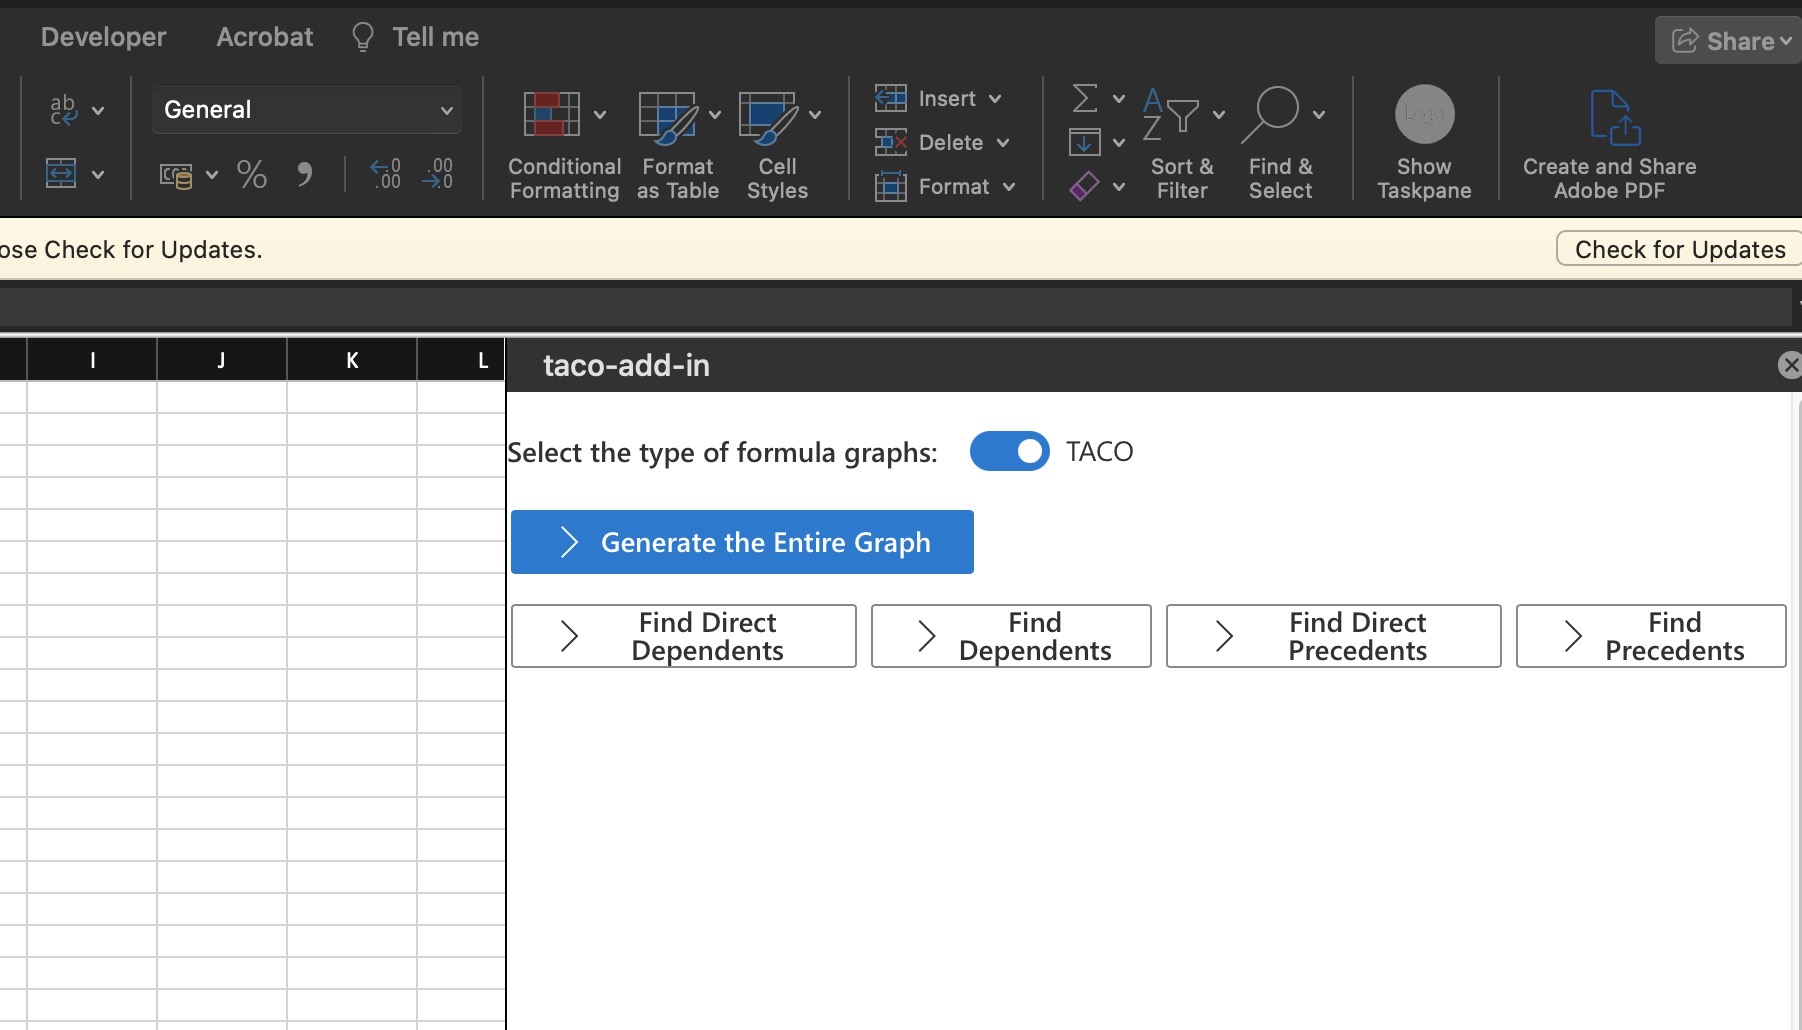 Developer Acrobat Tell me Share
General
Insert
Delete
Format
Conditional Formatting
Format as Table
Cell Styles
Sort & Filter
Find & Select
Logo
Show Taskpane
Create and Share Adobe PDF
ose Check for Updates. Check for Updates
I J K L
taco-add-in
Select the type of formula graphs: TACO
Generate the Entire Graph
Find Direct Dependents
Find Dependents
Find Direct Precedents
Find Precedents